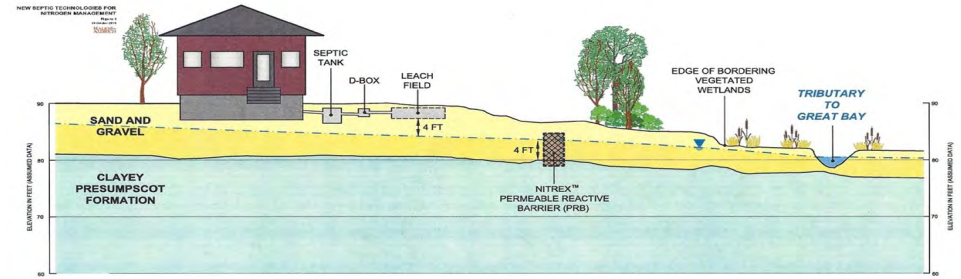 NEW SEPTIC TECHNOLOGIES FOR
NITROGEN MANAGEMENT
SEPTIC
TANK
D-BOX
LEACH
FIELD
EDGE OF BORDERING
VEGETATED
WETLANDS
TRIBUTARY
TO
GREAT BAY
SAND AND
GRAVEL
4 FT
4 FT
CLAYEY
PRESUMPSCOT
FORMATION
NITREX™
PERMEABLE REACTIVE
BARRIER (PRB)
ELEVATION IN FEET (ASSUMED DATA)
90
80
70
60
90
80
70
60
ELEVATION IN FEET (ASSUMED DATA)